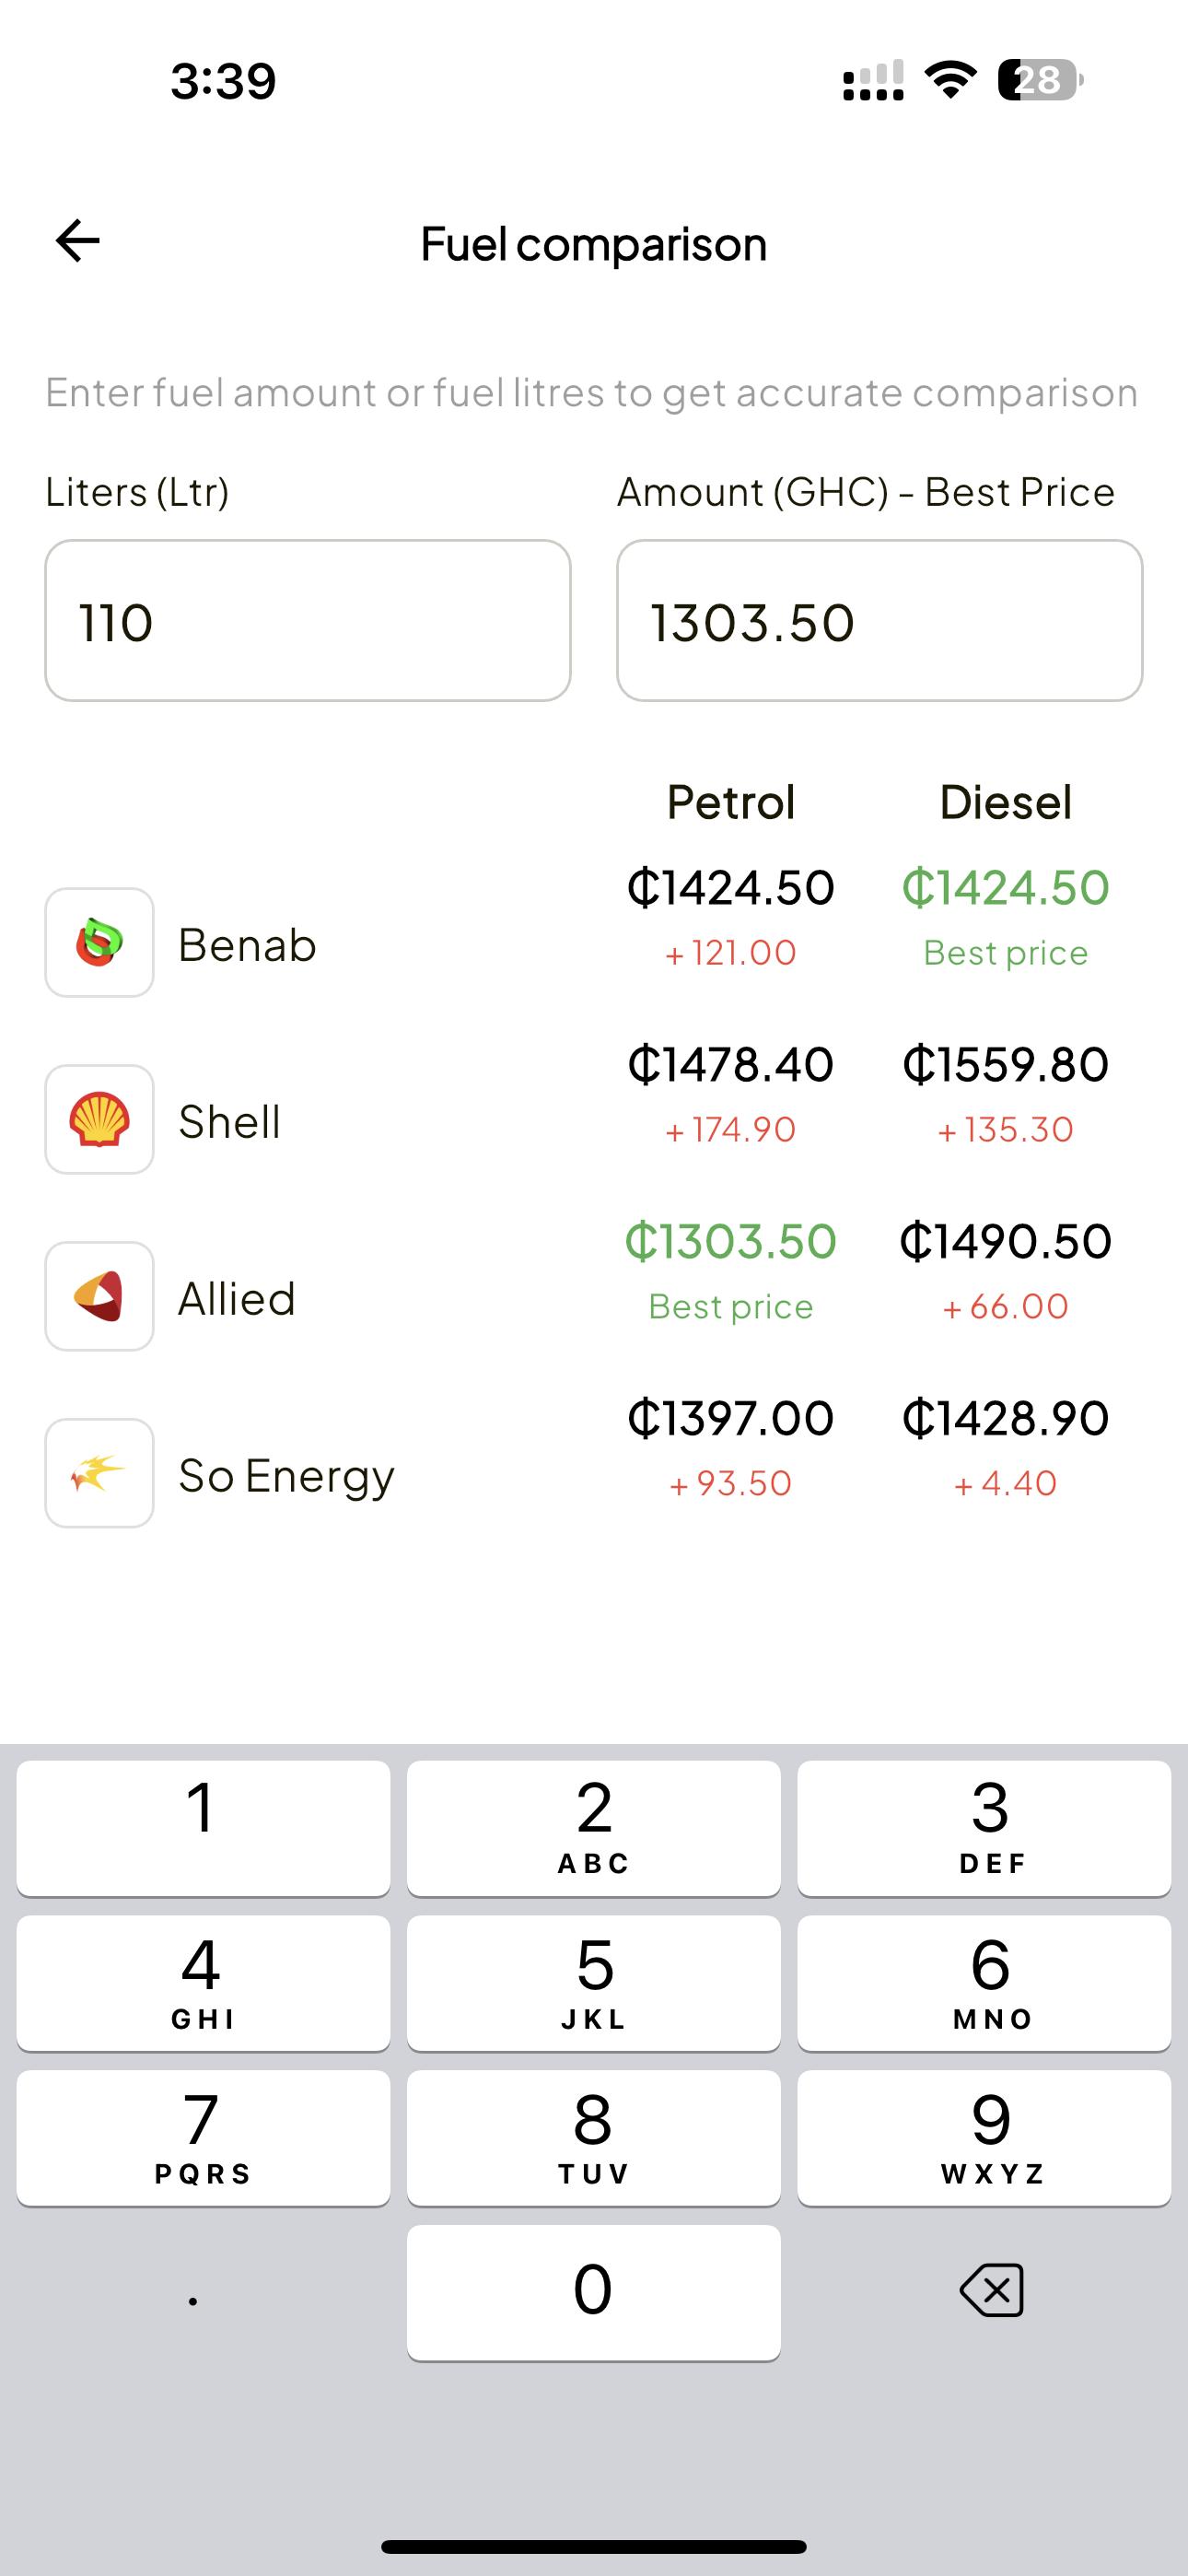 3:39
28
Fuel comparison
Enter fuel amount or fuel litres to get accurate comparison
Liters (Ltr)
Amount (GHC) - Best Price
110
1303.50
Petrol
Diesel
Benab
₵1424.50
₵1424.50
+ 121.00
Best price
Shell
₵1478.40
₵1559.80
+ 174.90
+ 135.30
Allied
₵1303.50
₵1490.50
Best price
+ 66.00
So Energy
₵1397.00
₵1428.90
+ 93.50
+ 4.40
1
2
ABC
3
DEF
4
GHI
5
JKL
6
MNO
7
PQRS
8
TUV
9
WXYZ
.
0